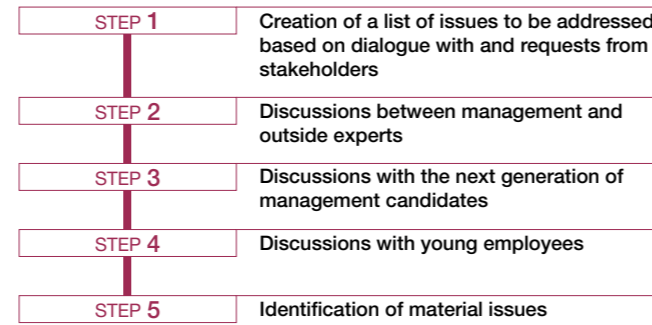 STEP 1
Creation of a list of issues to be addressed
based on dialogue with and requests from
stakeholders
STEP 2
Discussions between management and
outside experts
STEP 3
Discussions with the next generation of
management candidates
STEP 4
Discussions with young employees
STEP 5
Identification of material issues